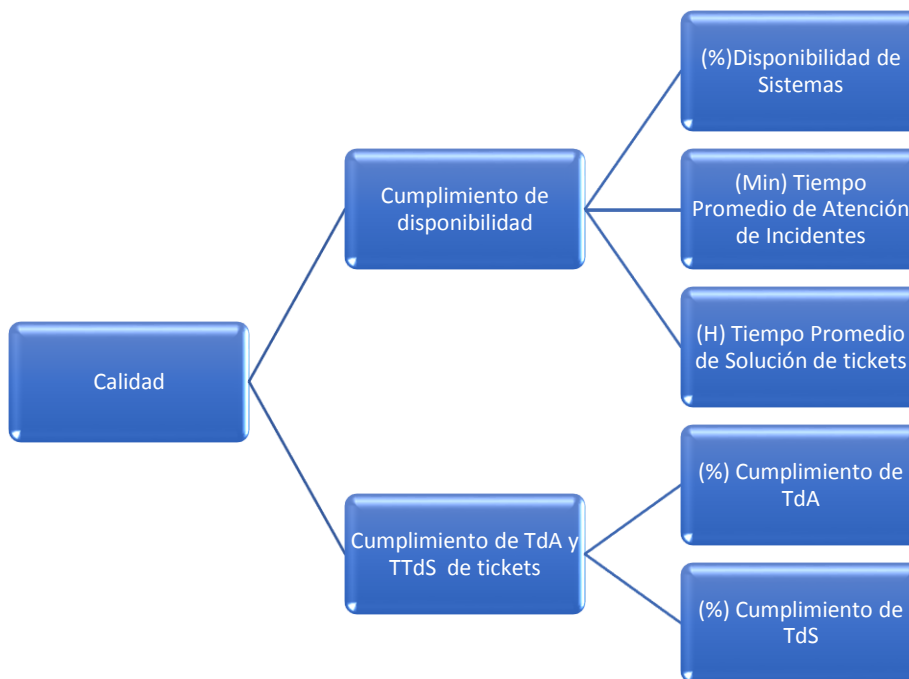 (%)Disponibilidad de
Sistemas
(Min) Tiempo
Promedio de Atención
de Incidentes
Cumplimiento de
disponibilidad
(H) Tiempo Promedio
de Solución de tickets
Calidad
(%) Cumplimiento de
TdA
Cumplimiento de TdA y
TTdS de tickets
(%) Cumplimiento de
TdS